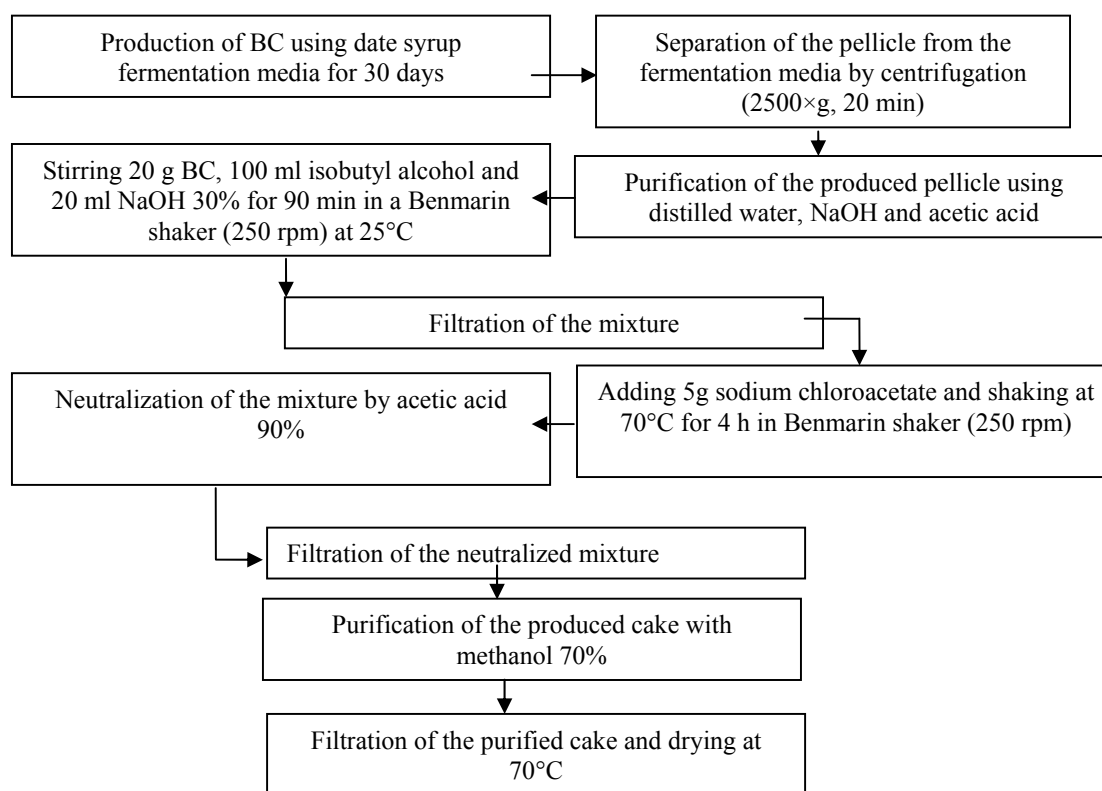 Production of BC using date syrup
fermentation media for 30 days
Separation of the pellicle from the
fermentation media by centrifugation
(2500×g, 20 min)
Purification of the produced pellicle using
distilled water, NaOH and acetic acid
Stirring 20 g BC, 100 ml isobutyl alcohol and
20 ml NaOH 30% for 90 min in a Benmarin
shaker (250 rpm) at 25°C
Filtration of the mixture
Adding 5g sodium chloroacetate and shaking at
70°C for 4 h in Benmarin shaker (250 rpm)
Neutralization of the mixture by acetic acid
90%
Filtration of the neutralized mixture
Purification of the produced cake with
methanol 70%
Filtration of the purified cake and drying at
70°C